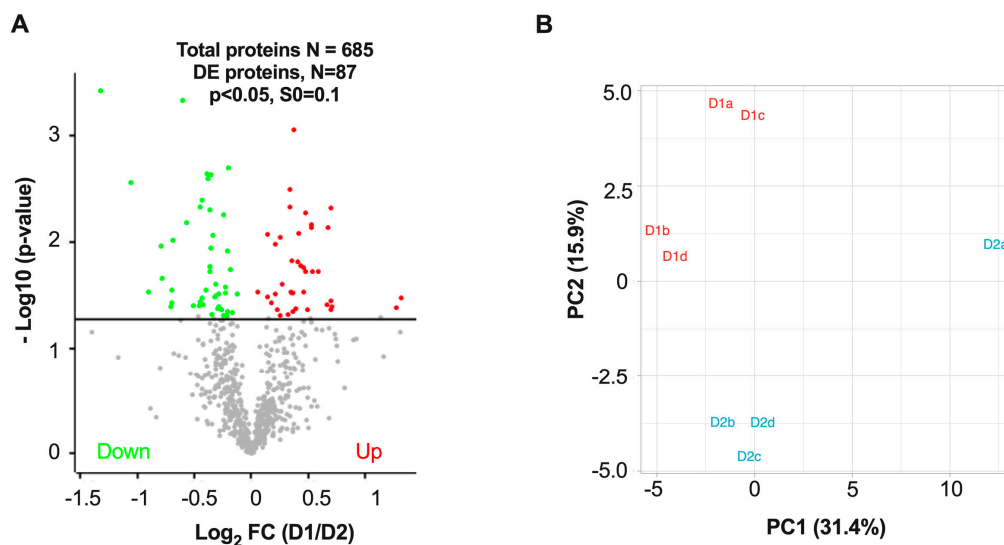 A
Total proteins N = 685
DE proteins, N=87
p<0.05, S0=0.1
- Log10 (p-value)
3
2
1
0
Down
Up
-1.5
-1
-0.5
0
0.5
1
Log2 FC (D1/D2)
B
PC2 (15.9%)
5.0
2.5
0
-2.5
-5.0
D1a
D1c
D1b
D1d
D2a
D2b
D2d
D2c
-5
0
5
10
PC1 (31.4%)